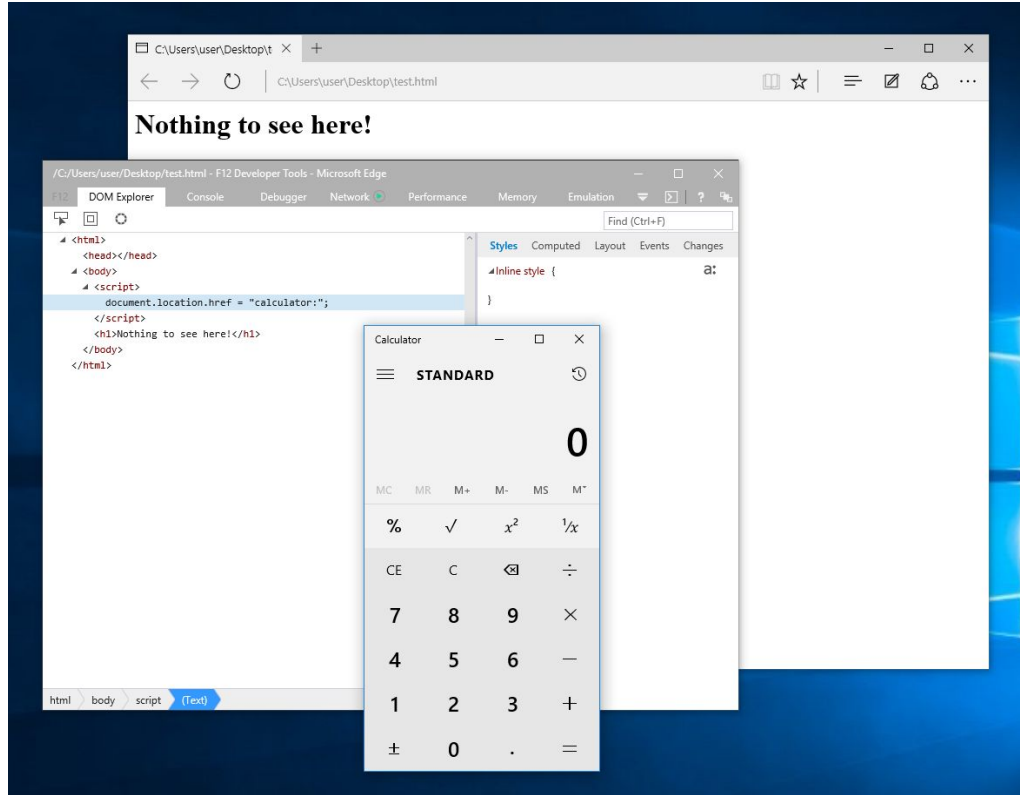 C:\Users\user\Desktop\t
C:\Users\user\Desktop\test.html
Nothing to see here!
/C:/Users/user/Desktop/test.html - F12 Developer Tools - Microsoft Edge
F12 DOM Explorer Console Debugger Network Performance Memory Emulation ?
Find (Ctrl+F)
<html>
<head></head>
<body>
<script>
document.location.href = "calculator:";
</script>
<h1>Nothing to see here!</h1>
</body>
</html>
Styles Computed Layout Events Changes
Inline style { a:
}
html body script (Text)
Calculator
STANDARD
0
MC MR M+ M- MS M˅
% √ x² ¹/x
CE C ÷
7 8 9 ×
4 5 6 −
1 2 3 +
± 0 . =